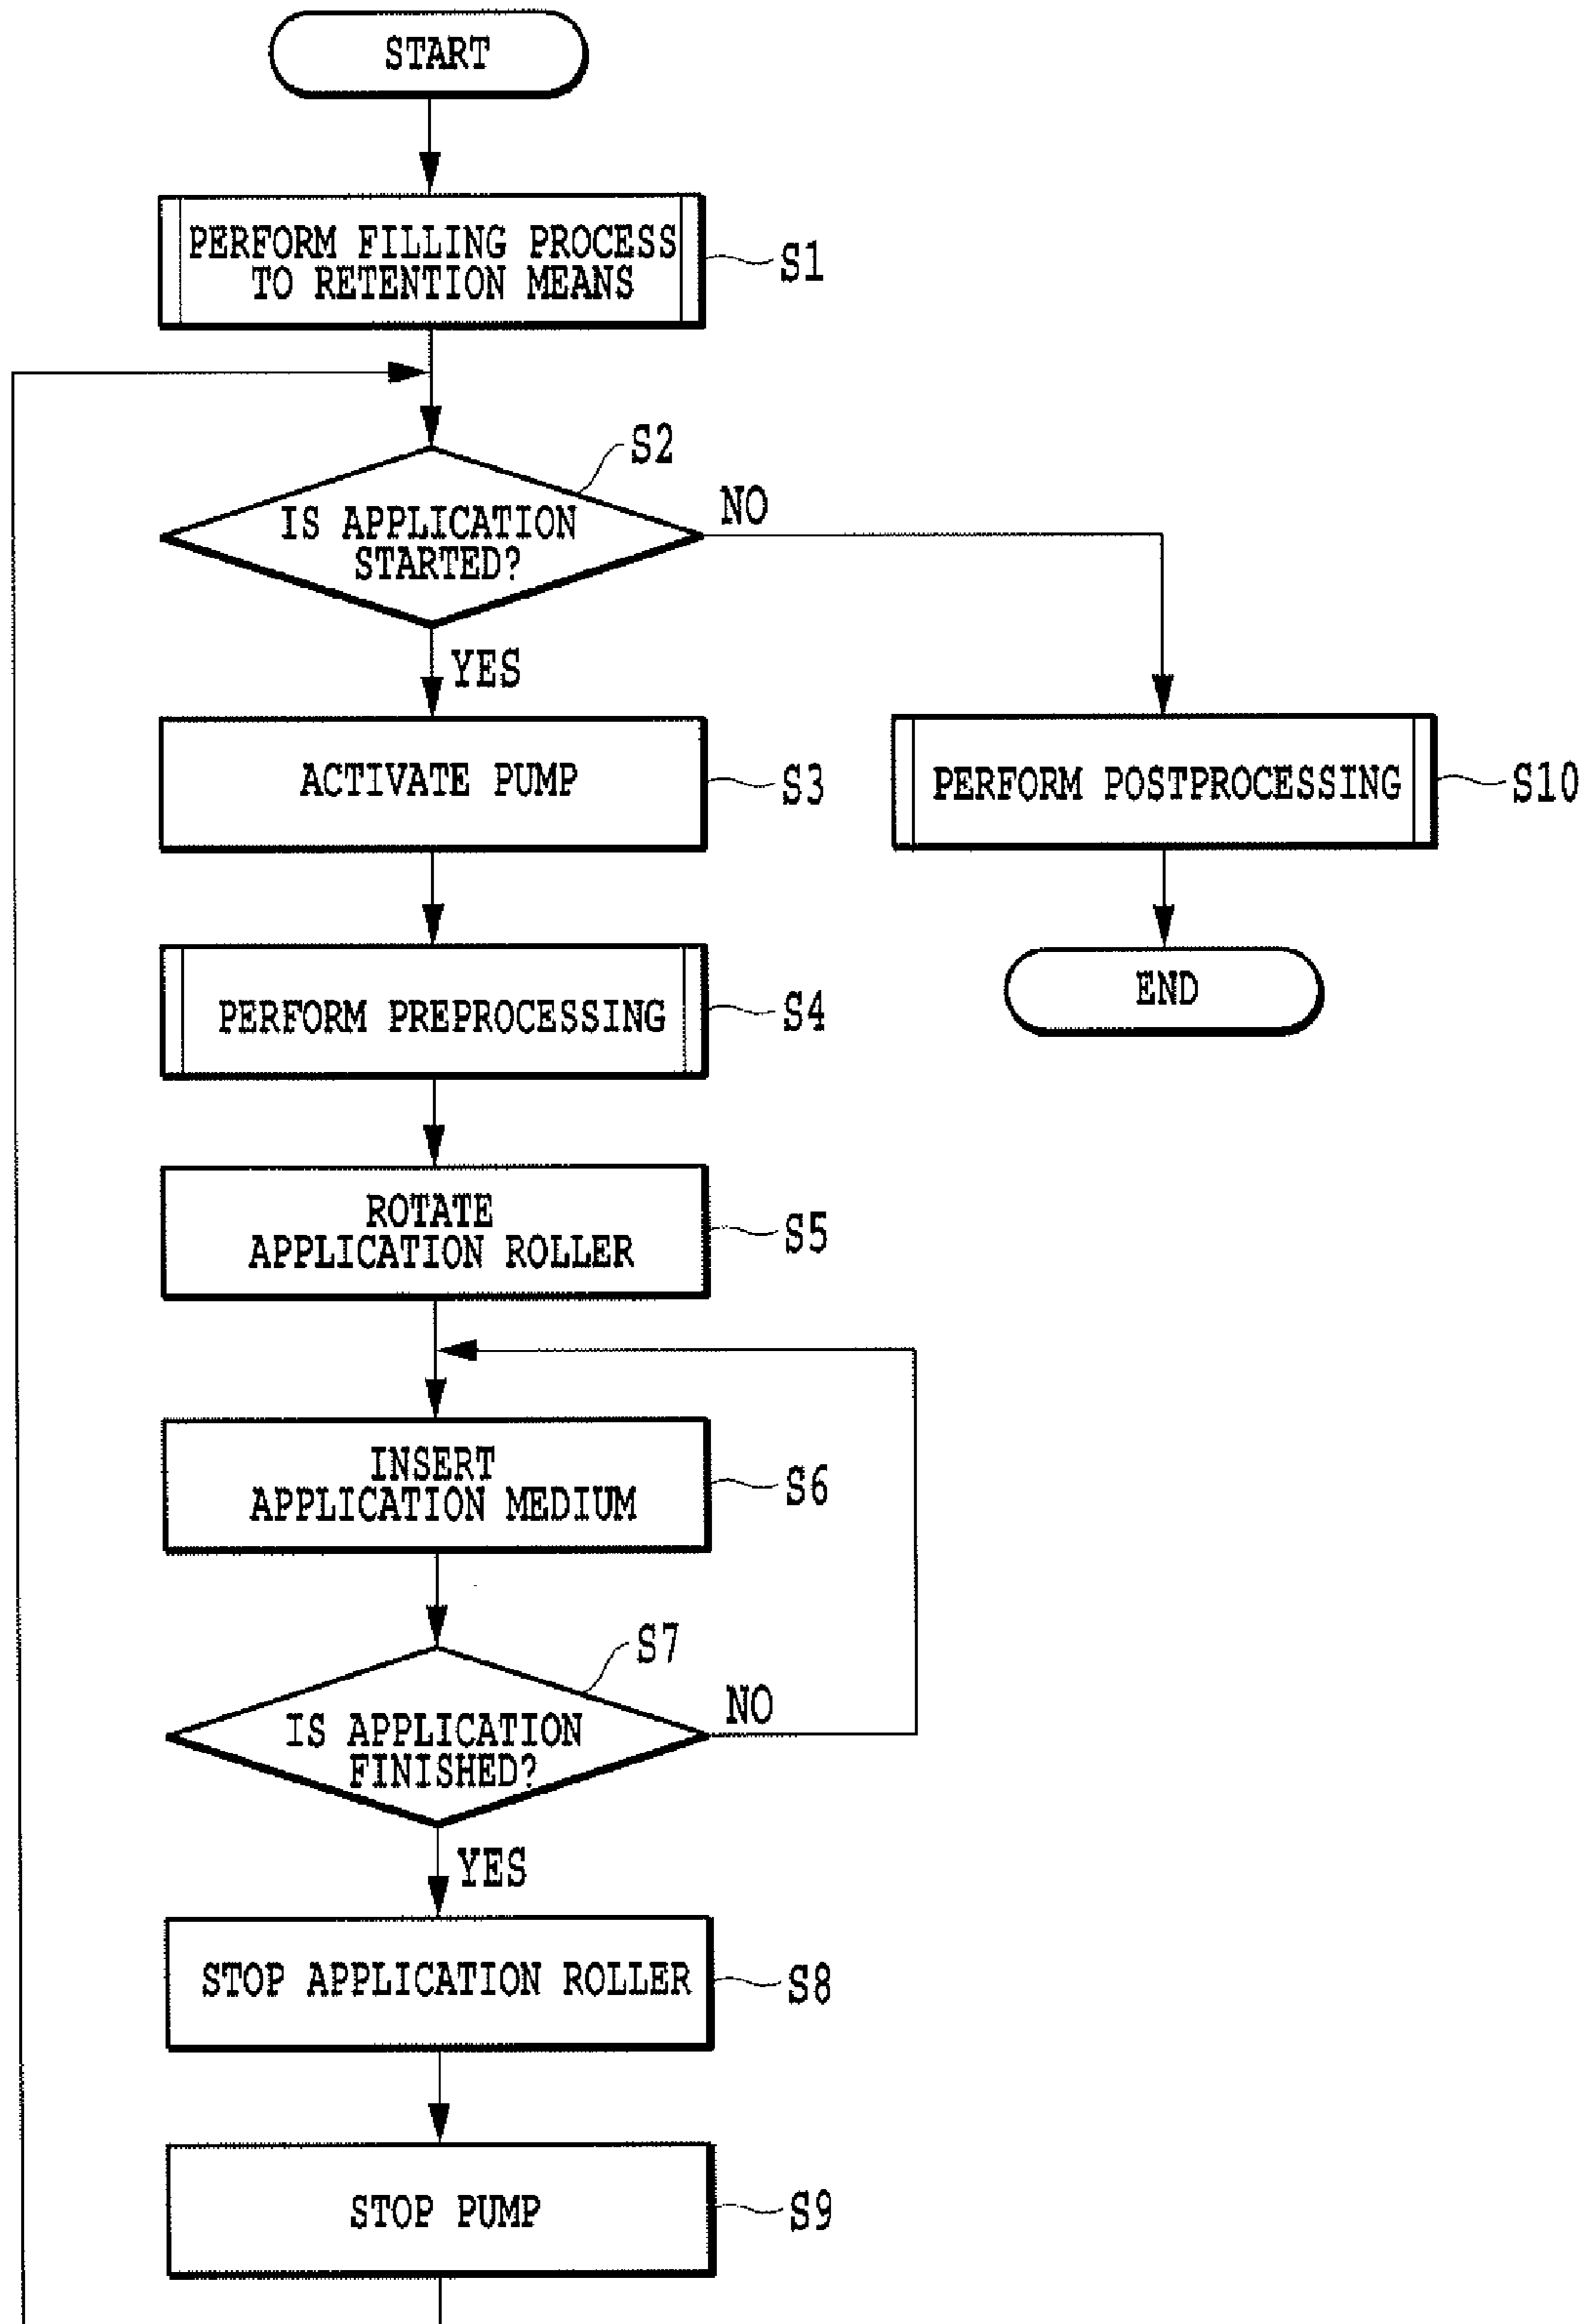 START
PERFORM FILLING PROCESS
TO RETENTION MEANS
S1
S2
IS APPLICATION
STARTED?
NO
YES
ACTIVATE PUMP
S3
PERFORM POSTPROCESSING
S10
PERFORM PREPROCESSING
S4
END
ROTATE
APPLICATION ROLLER
S5
INSERT
APPLICATION MEDIUM
S6
S7
IS APPLICATION
FINISHED?
NO
YES
STOP APPLICATION ROLLER
S8
STOP PUMP
S9